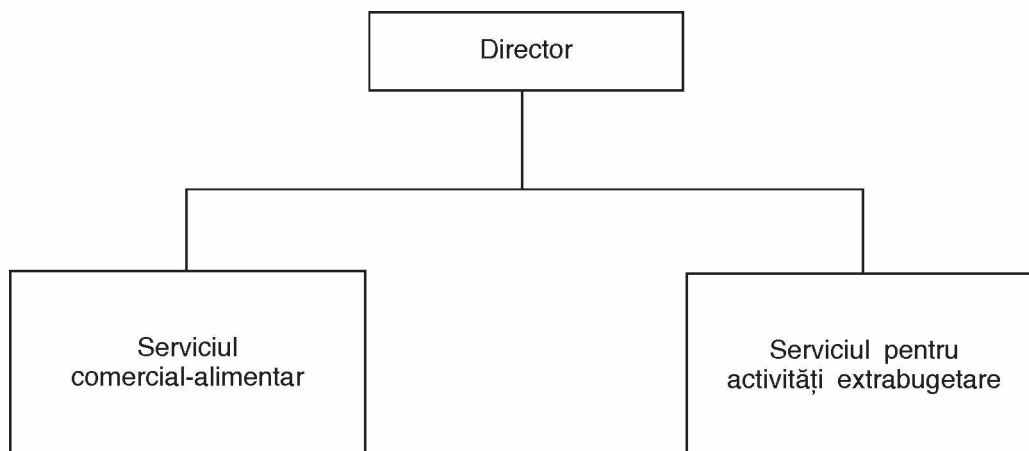 Director
Serviciul
comercial-alimentar
Serviciul pentru
activități extrabugetare